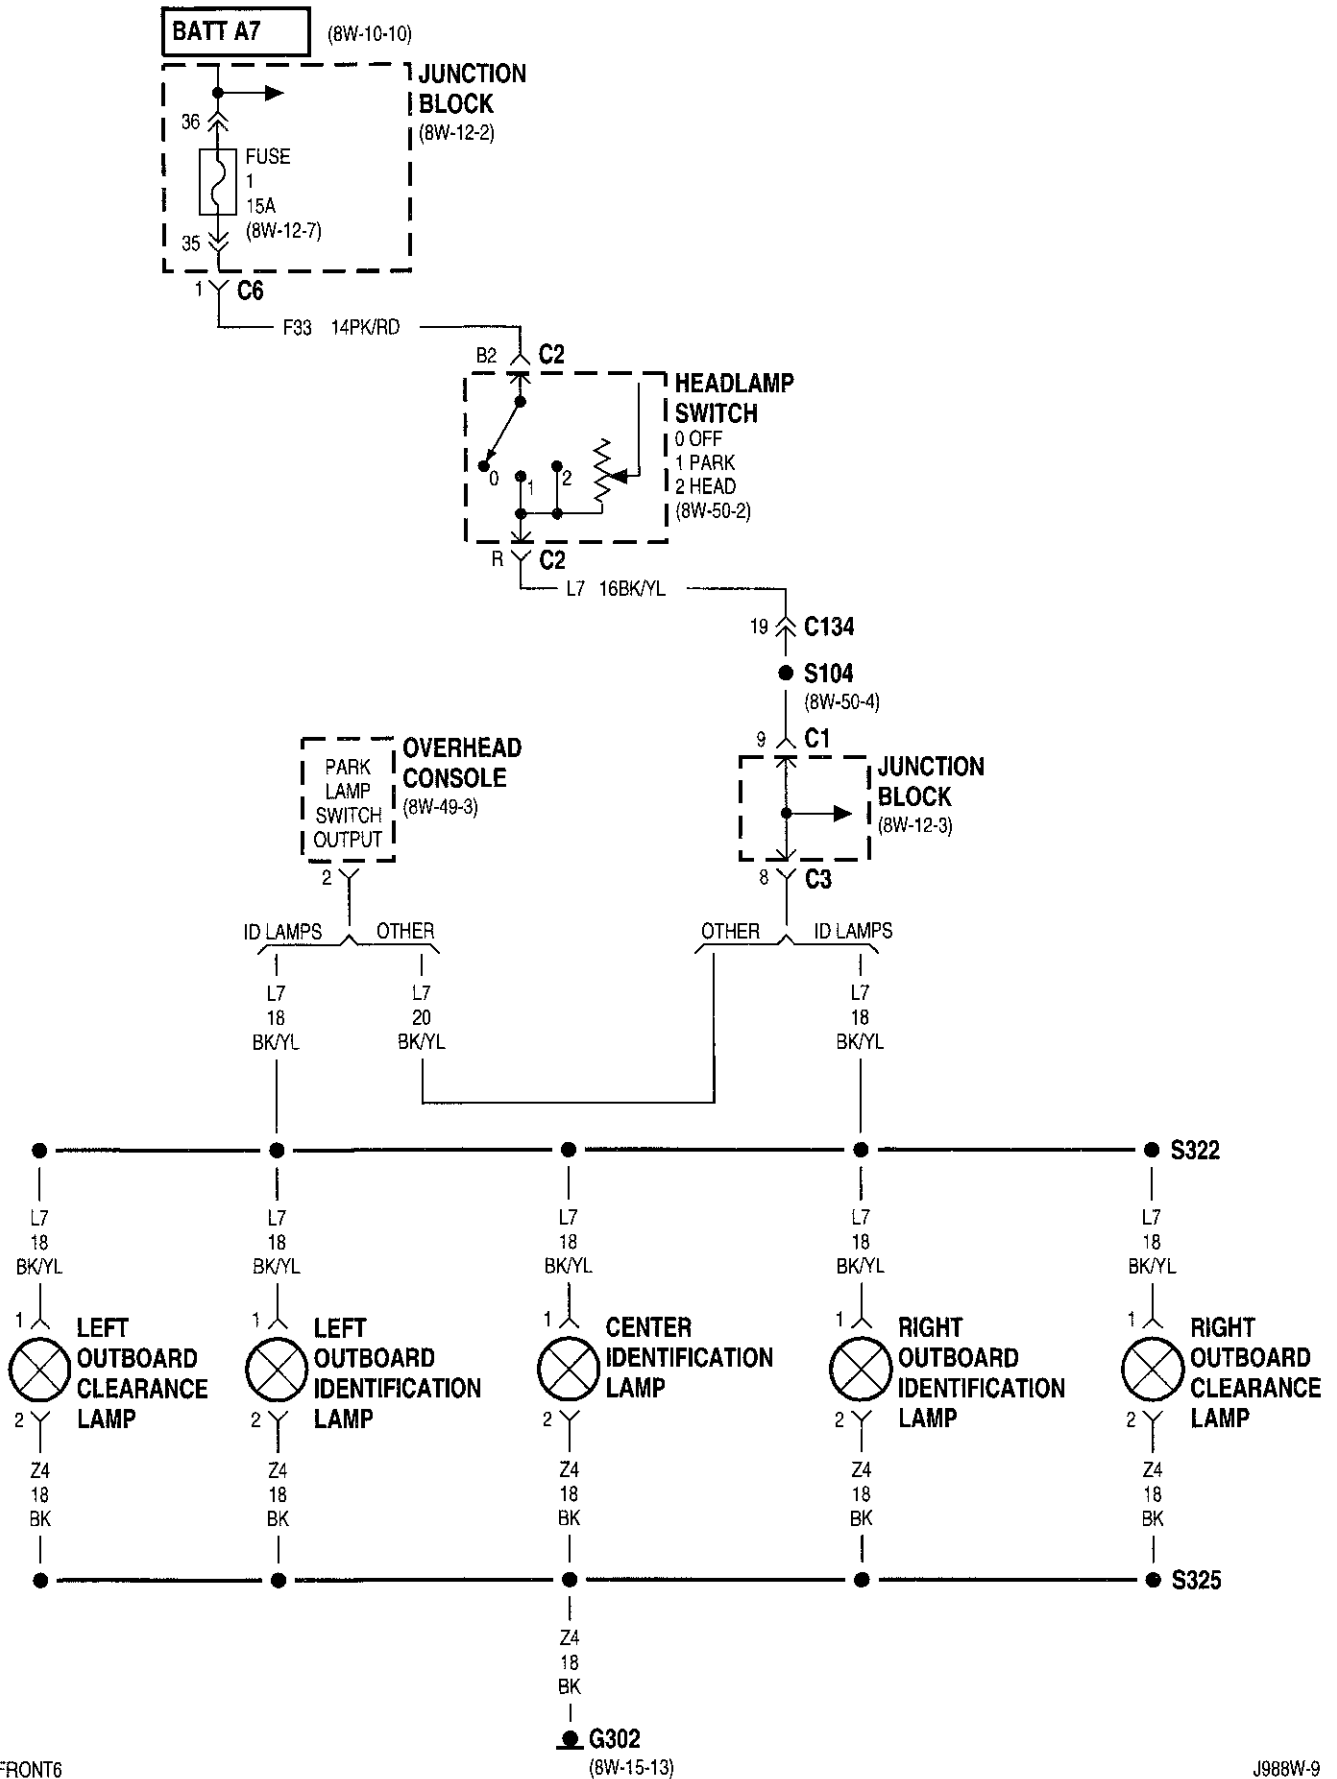 BATT A7
(8W-10-10)
JUNCTION
BLOCK
(8W-12-2)
36
FUSE
1
15A
(8W-12-7)
35
1
C6
F33 14PK/RD
B2
C2
HEADLAMP
SWITCH
0 OFF
1 PARK
2 HEAD
(8W-50-2)
0
1
2
R
C2
L7 16BK/YL
19
C134
S104
(8W-50-4)
9
C1
JUNCTION
BLOCK
(8W-12-3)
8
C3
PARK
LAMP
SWITCH
OUTPUT
OVERHEAD
CONSOLE
(8W-49-3)
2
ID LAMPS
OTHER
OTHER
ID LAMPS
L7
18
BK/YL
L7
20
BK/YL
L7
18
BK/YL
S322
L7
18
BK/YL
L7
18
BK/YL
L7
18
BK/YL
L7
18
BK/YL
L7
18
BK/YL
1
LEFT
OUTBOARD
CLEARANCE
LAMP
2
1
LEFT
OUTBOARD
IDENTIFICATION
LAMP
2
1
CENTER
IDENTIFICATION
LAMP
2
1
RIGHT
OUTBOARD
IDENTIFICATION
LAMP
2
1
RIGHT
OUTBOARD
CLEARANCE
LAMP
2
Z4
18
BK
Z4
18
BK
Z4
18
BK
Z4
18
BK
Z4
18
BK
S325
Z4
18
BK
G302
(8W-15-13)
FRONT6
J988W-9